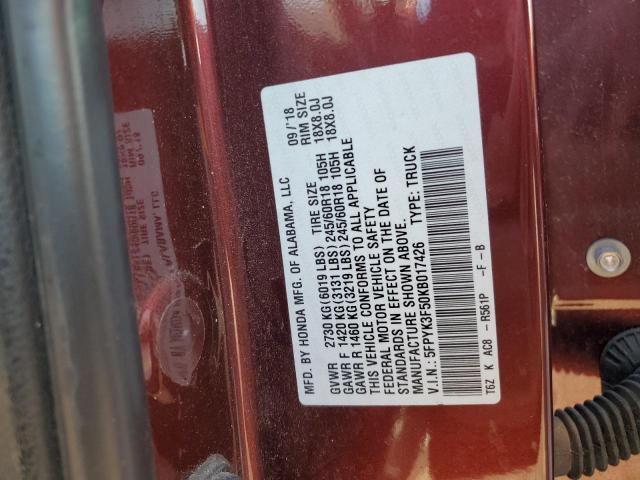 MFD. BY HONDA MFG. OF ALABAMA, LLC 09/'18
GVWR 2730 KG(6019 LBS) TIRE SIZE RIM SIZE
GAWR F 1420 KG(3131 LBS) 245/60R18 105H 18X8.0J
GAWR R 1460 KG(3219 LBS) 245/60R18 105H 18X8.0J
THIS VEHICLE CONFORMS TO ALL APPLICABLE
FEDERAL MOTOR VEHICLE SAFETY
STANDARDS IN EFFECT ON THE DATE OF
MANUFACTURE SHOWN ABOVE.
V.I.N.: 5FPYK3F50KB017426 TYPE: TRUCK
T6Z K AC8 - R561P -F - B